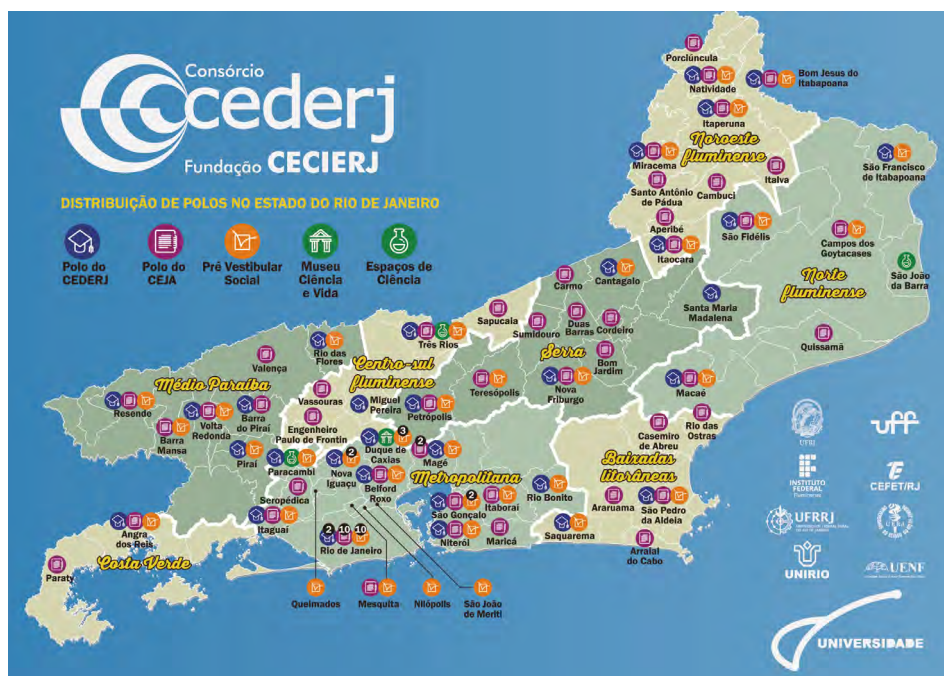 Consórcio
cederj
Fundação CECIERJ
DISTRIBUIÇÃO DE POLOS NO ESTADO DO RIO DE JANEIRO
Polo do
CEDERJ
Polo do
CEJA
Pré Vestibular
Social
Museu
Ciência
e Vida
Espaços de
Ciência
Porciúncula
Natividade
Bom Jesus do
Itabapoana
Itaperuna
Noroeste
fluminense
Miracema
Italva
São Francisco
de Itabapoana
Santo Antônio
de Pádua
Cambuci
Aperibé
São Fidélis
Campos dos
Goytacases
Itaocara
Norte
fluminense
São João
da Barra
Carmo
Cantagalo
Santa Maria
Madalena
Sapucaia
Sumidouro
Duas
Barras
Cordeiro
Quissamã
Três Rios
Serra
Rio das
Flores
Centro-sul
fluminense
Bom
Jardim
Valença
Médio Paraíba
Teresópolis
Nova
Friburgo
Macaé
Vassouras
Miguel
Pereira
Petrópolis
Resende
Volta
Redonda
Barra
do Piraí
Engenheiro
Paulo de Frontin
Casemiro
de Abreu
Rio das
Ostras
Barra
Mansa
3
2
2
Duque de
Caxias
Magé
Piraí
Paracambi
Nova
Iguaçu
Metropolitana
Baixadas
litorâneas
Belford
Roxo
Rio Bonito
Seropédica
2
São Gonçalo
Itaboraí
Araruama
São Pedro
da Aldeia
Itaguaí
Angra
dos Reis
2 10 10
Rio de Janeiro
Niterói
Maricá
Saquarema
Arraial
do Cabo
Costa Verde
Paraty
Queimados
Mesquita
Nilópolis
São João
de Meriti
UFRJ
uff
INSTITUTO
FEDERAL
CEFET/RJ
UFRRJ
UNIRIO
UENF
UNIVERSIDADE